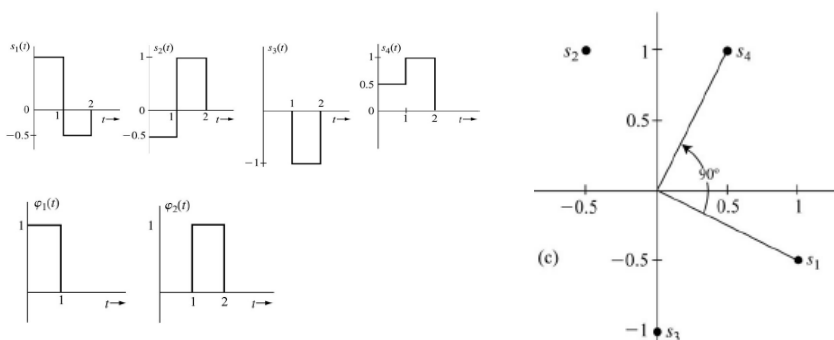 s₁(t)
0
−0.5
1
2
t→
s₂(t)
1
0
−0.5
1
2
t→
s₃(t)
1
2
−1
t→
s₄(t)
1
0.5
0
1
2
t→
φ₁(t)
1
1
t→
φ₂(t)
1
1
2
t→
s₂
1
s₄
0.5
90°
−0.5
0.5
1
(c)
−0.5
s₁
−1
s₃